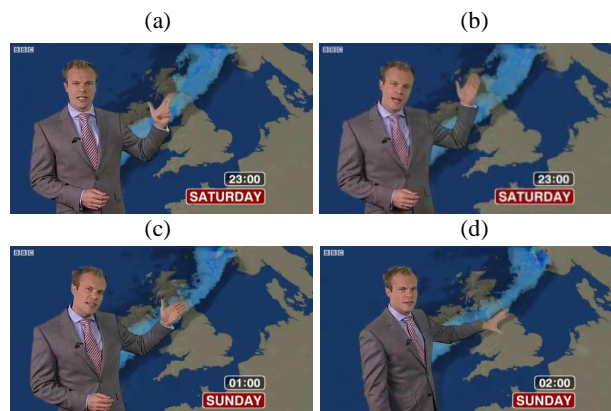 (a)
(b)
BBC
23:00
SATURDAY
BBC
23:00
SATURDAY
(c)
(d)
BBC
01:00
SUNDAY
BBC
02:00
SUNDAY